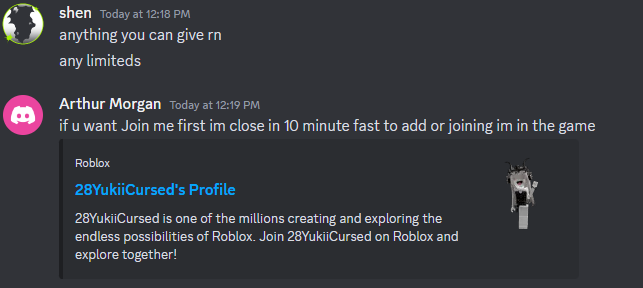 shen Today at 12:18 PM
anything you can give rn
any limiteds
Arthur Morgan Today at 12:19 PM
if u want Join me first im close in 10 minute fast to add or joining im in the game
Roblox
28YukiiCursed's Profile
28YukiiCursed is one of the millions creating and exploring the
endless possibilities of Roblox. Join 28YukiiCursed on Roblox and
explore together!